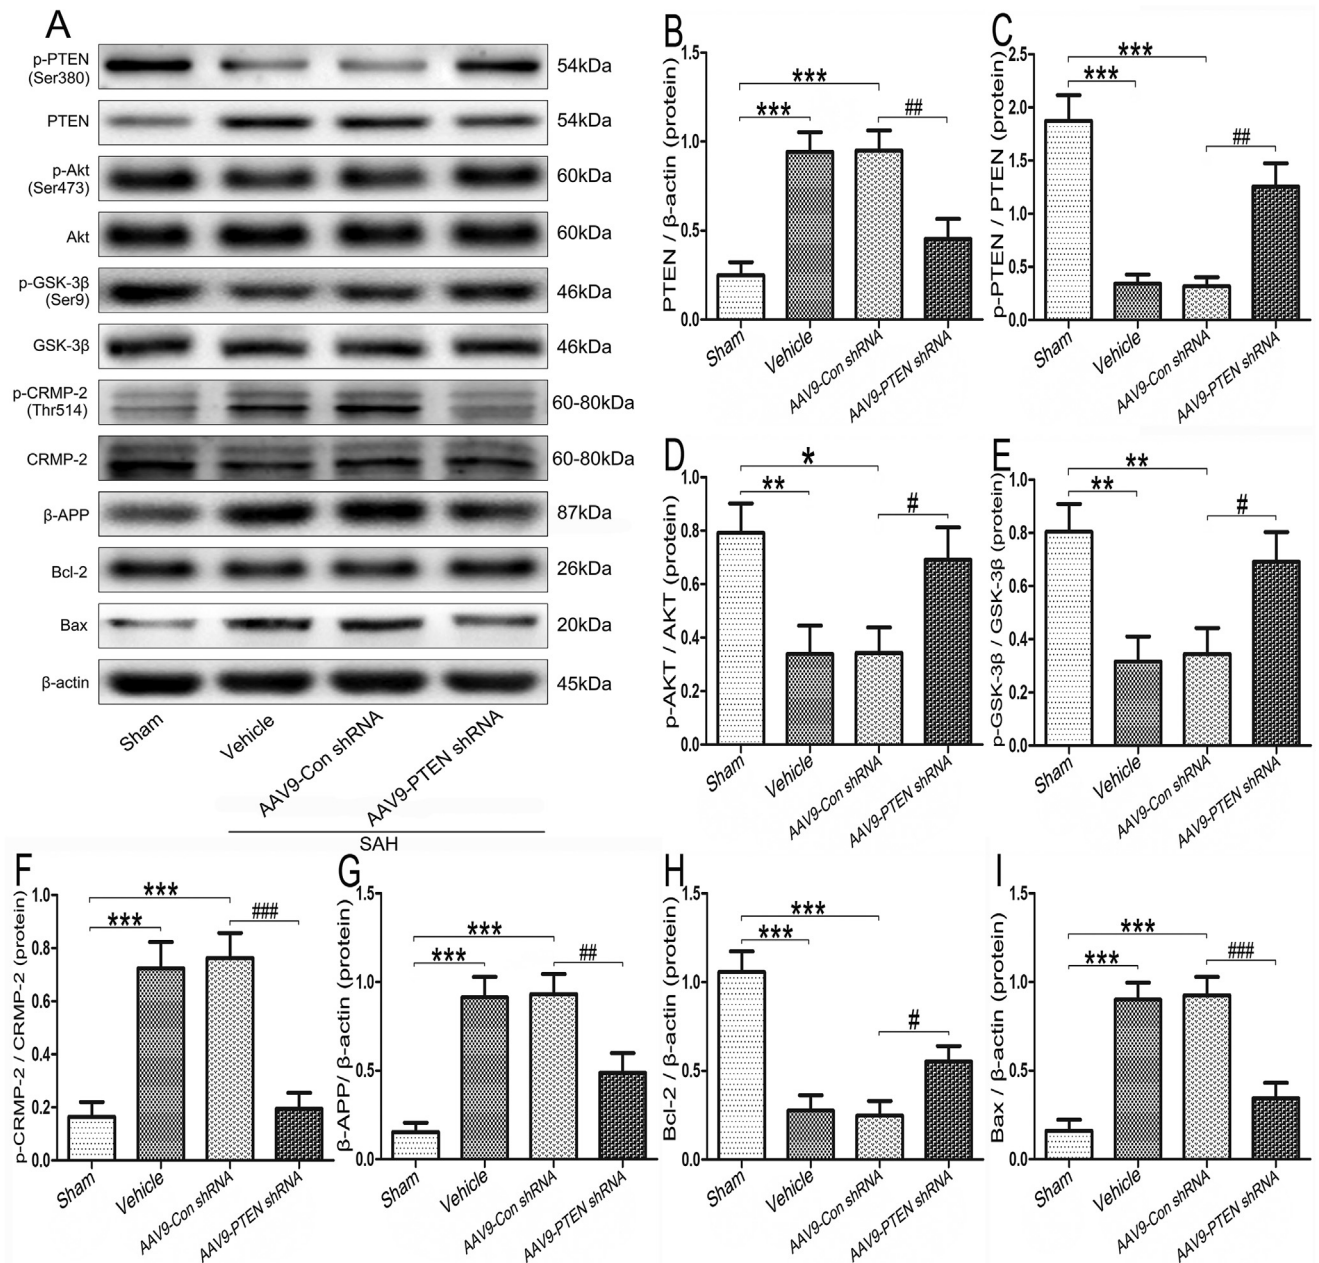 A
p-PTEN
(Ser380)
54kDa
PTEN
54kDa
p-Akt
(Ser473)
60kDa
Akt
60kDa
p-GSK-3β
(Ser9)
46kDa
GSK-3β
46kDa
p-CRMP-2
(Thr514)
60-80kDa
CRMP-2
60-80kDa
β-APP
87kDa
Bcl-2
26kDa
Bax
20kDa
β-actin
45kDa
Sham
Vehicle
AAV9-Con shRNA
AAV9-PTEN shRNA
SAH
B
PTEN / β-actin (protein)
1.5
1.0
0.5
0.0
***
***
##
Sham
Vehicle
AAV9-Con shRNA
AAV9-PTEN shRNA
C
p-PTEN / PTEN (protein)
2.5
2.0
1.5
1.0
0.5
0.0
***
***
##
Sham
Vehicle
AAV9-Con shRNA
AAV9-PTEN shRNA
D
p-AKT / AKT (protein)
1.0
0.8
0.6
0.4
0.2
0.0
*
**
#
Sham
Vehicle
AAV9-Con shRNA
AAV9-PTEN shRNA
E
p-GSK-3β / GSK-3β (protein)
1.0
0.8
0.6
0.4
0.2
0.0
**
**
#
Sham
Vehicle
AAV9-Con shRNA
AAV9-PTEN shRNA
F
p-CRMP-2 / CRMP-2 (protein)
1.0
0.8
0.6
0.4
0.2
0.0
***
***
###
Sham
Vehicle
AAV9-Con shRNA
AAV9-PTEN shRNA
G
β-APP/ β-actin (protein)
1.5
1.0
0.5
0.0
***
***
##
Sham
Vehicle
AAV9-Con shRNA
AAV9-PTEN shRNA
H
Bcl-2 / β-actin (protein)
1.5
1.0
0.5
0.0
***
***
#
Sham
Vehicle
AAV9-Con shRNA
AAV9-PTEN shRNA
I
Bax / β-actin (protein)
1.5
1.0
0.5
0.0
***
***
###
Sham
Vehicle
AAV9-Con shRNA
AAV9-PTEN shRNA